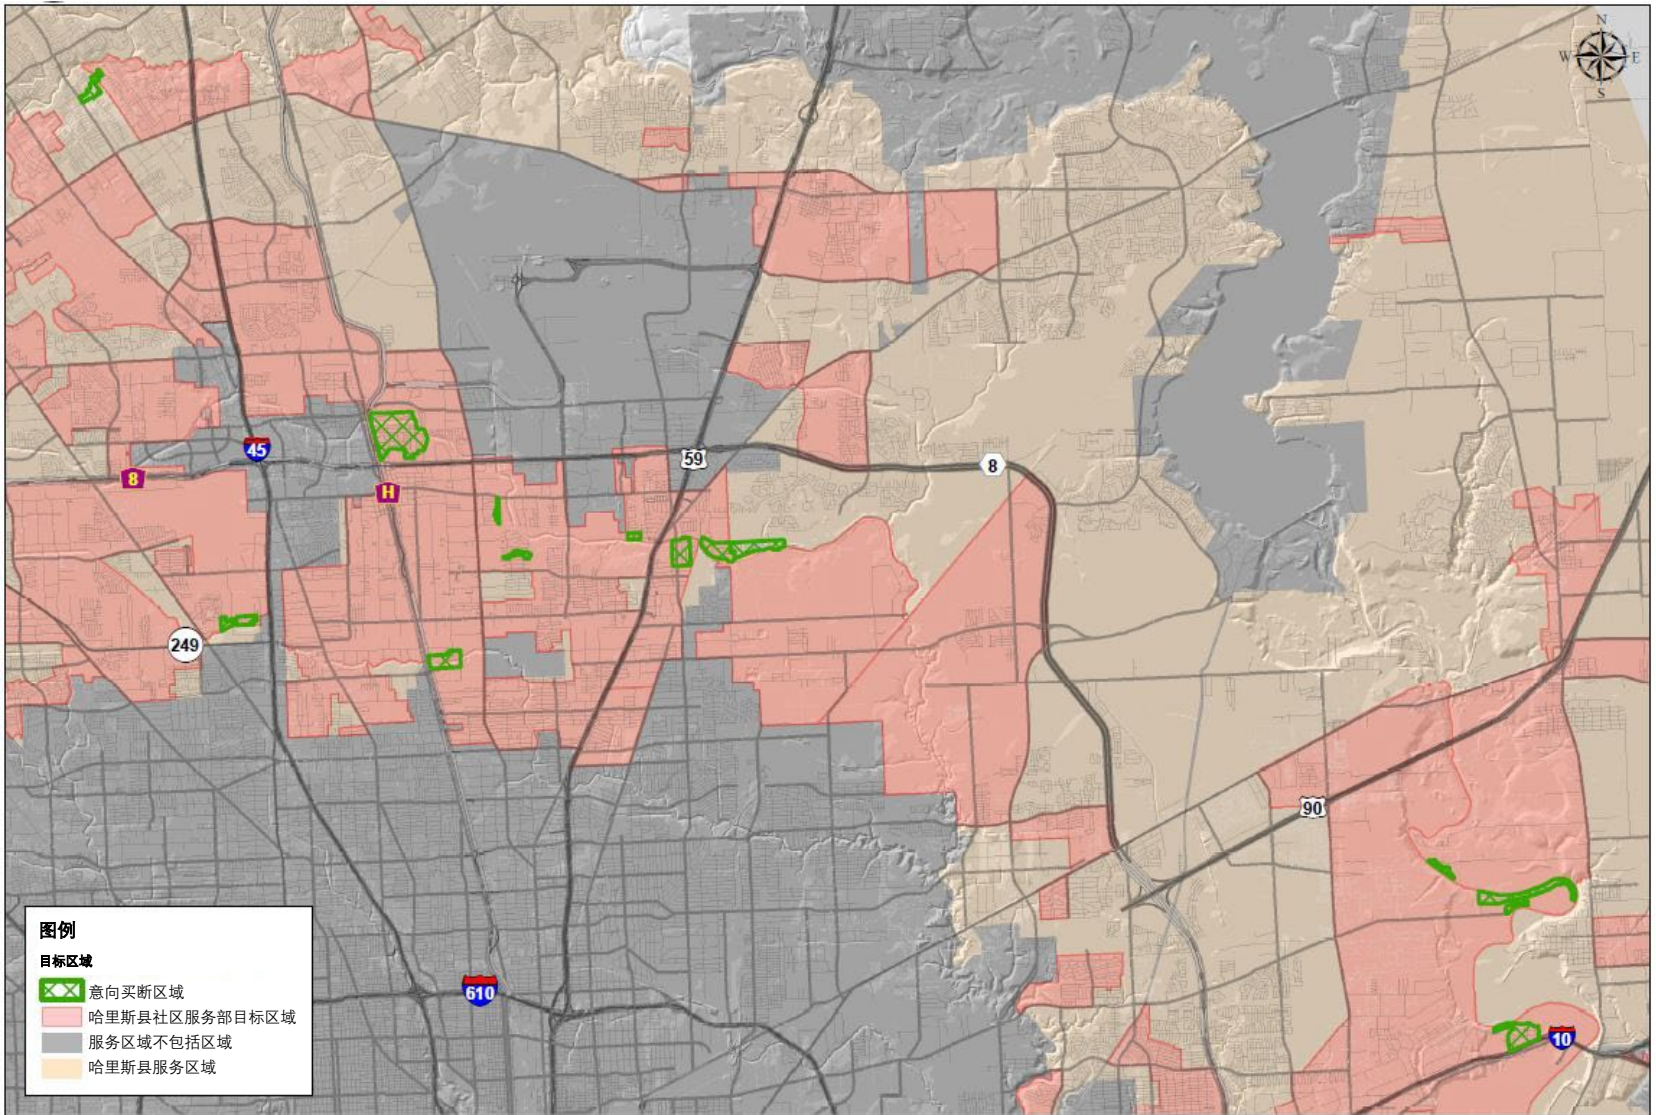 N
W E
S
45
59
8
8
H
249
90
610
10
图例
目标区域
意向买断区域
哈里斯县社区服务部目标区域
服务区域不包括区域
哈里斯县服务区域